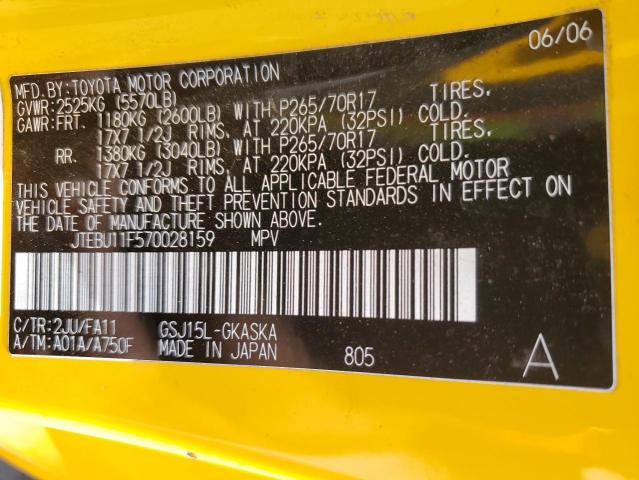 06/06
MFD. BY: TOYOTA MOTOR CORPORATION
GVWR: 2525KG (5570LB)
GAWR: FRT. 1180KG (2600LB) WITH P265/70R17 TIRES.
17X7 1/2J RIMS, AT 220KPA (32PSI) COLD.
RR. 1380KG (3040LB) WITH P265/70R17 TIRES.
17X7 1/2J RIMS, AT 220KPA (32PSI) COLD.
THIS VEHICLE CONFORMS TO ALL APPLICABLE FEDERAL MOTOR
VEHICLE SAFETY AND THEFT PREVENTION STANDARDS IN EFFECT ON
THE DATE OF MANUFACTURE SHOWN ABOVE.
JTEBU11F570028159 MPV
C/TR: 2JU/FA11 GSJ15L-GKASKA
A/TM: A01A/A750F MADE IN JAPAN 805 A